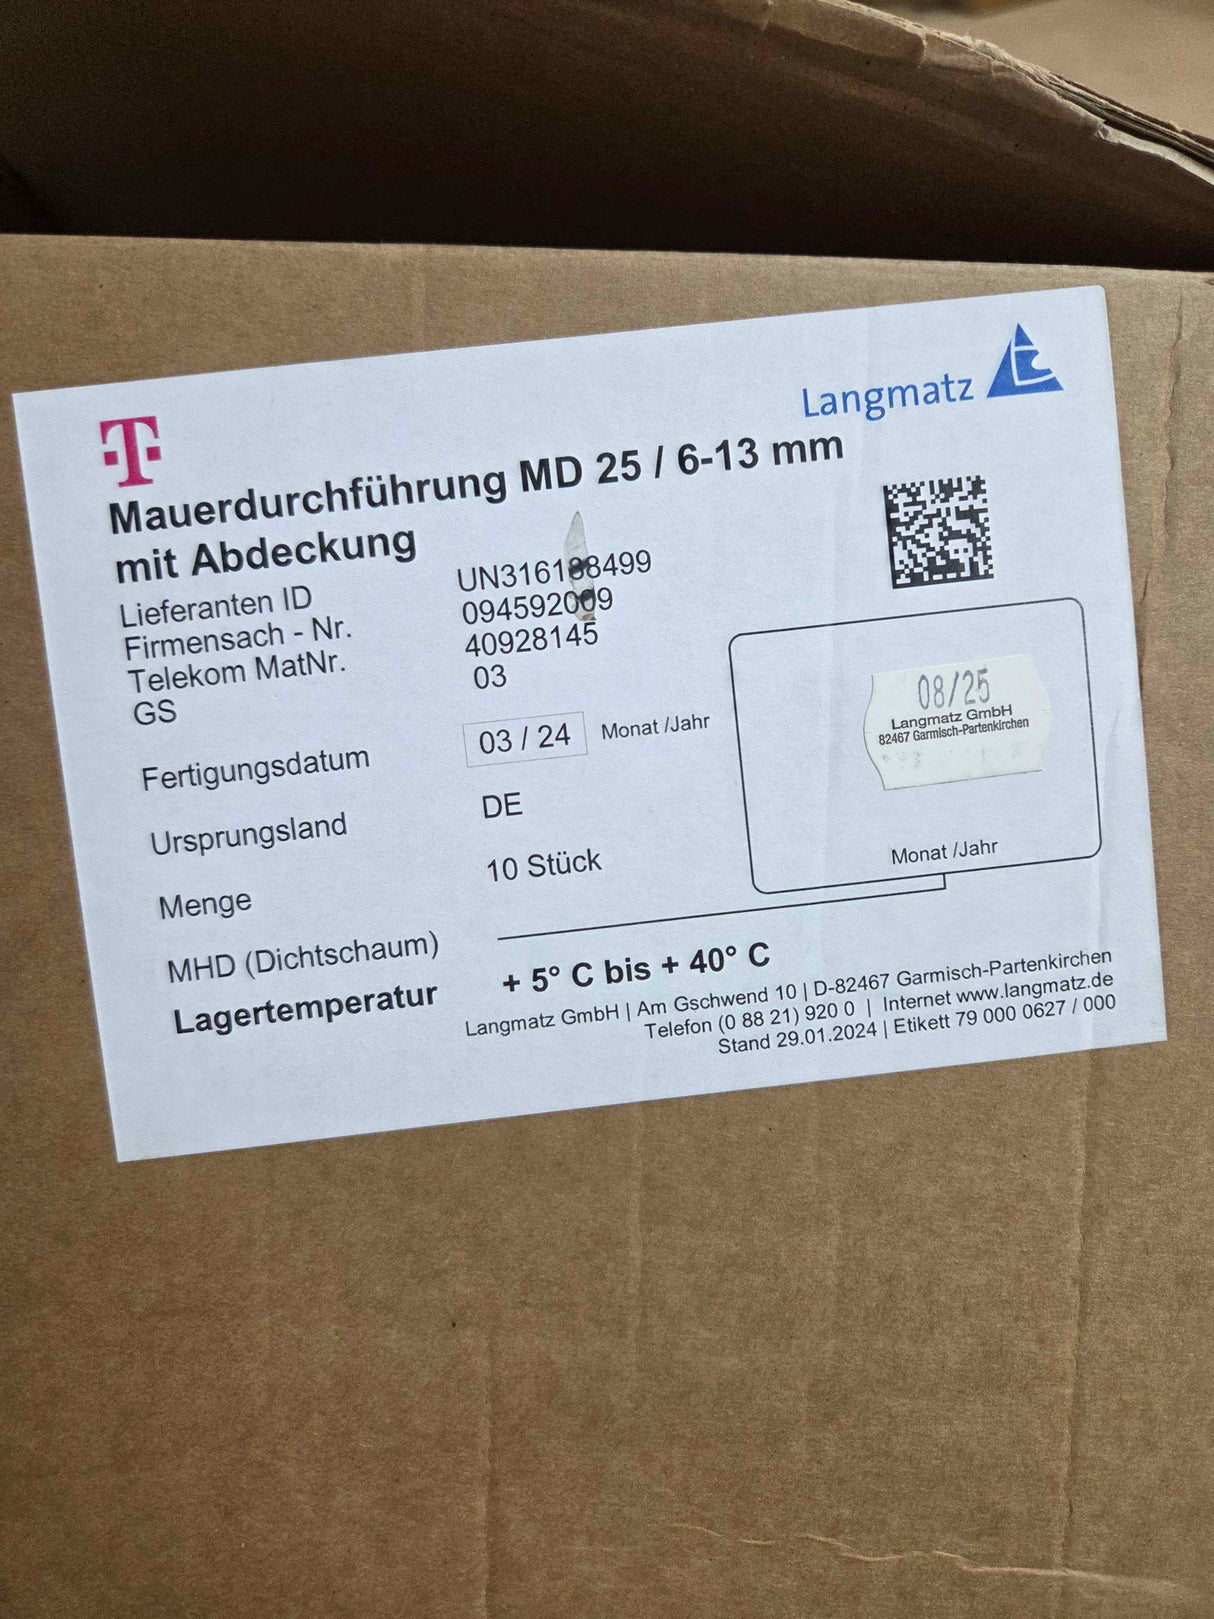 Langmatz
T
Mauerdurchführung MD 25 / 6-13 mm
mit Abdeckung
Lieferanten ID UN316188499
Firmensach - Nr. 094592009
Telekom MatNr. 40928145
GS 03
Fertigungsdatum 03 / 24 Monat /Jahr
Ursprungsland DE
Menge 10 Stück
MHD (Dichtschaum)
08/25
Langmatz GmbH
82467 Garmisch-Partenkirchen
Monat /Jahr
Lagertemperatur + 5° C bis + 40° C
Langmatz GmbH | Am Gschwend 10 | D-82467 Garmisch-Partenkirchen
Telefon (0 88 21) 920 0 | Internet www.langmatz.de
Stand 29.01.2024 | Etikett 79 000 0627 / 000